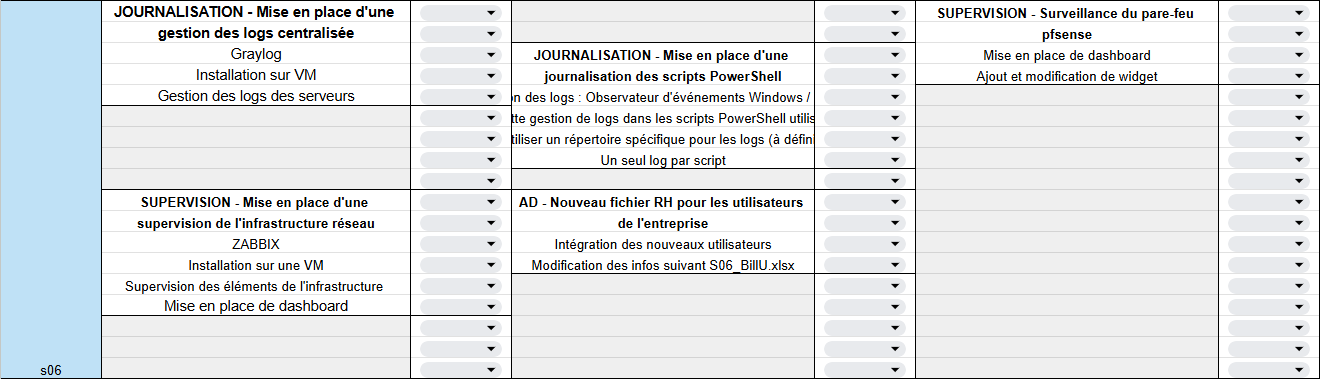 JOURNALISATION - Mise en place d'une
gestion des logs centralisée
Graylog
Installation sur VM
Gestion des logs des serveurs
SUPERVISION - Mise en place d'une
supervision de l'infrastructure réseau
ZABBIX
Installation sur une VM
Supervision des éléments de l'infrastructure
Mise en place de dashboard
s06
JOURNALISATION - Mise en place d'une
journalisation des scripts PowerShell
on des logs : Observateur d'événements Windows /
tte gestion de logs dans les scripts PowerShell utilis
tiliser un répertoire spécifique pour les logs (à défini
Un seul log par script
AD - Nouveau fichier RH pour les utilisateurs
de l'entreprise
Intégration des nouveaux utilisateurs
Modification des infos suivant S06_BillU.xlsx
SUPERVISION - Surveillance du pare-feu
pfsense
Mise en place de dashboard
Ajout et modification de widget